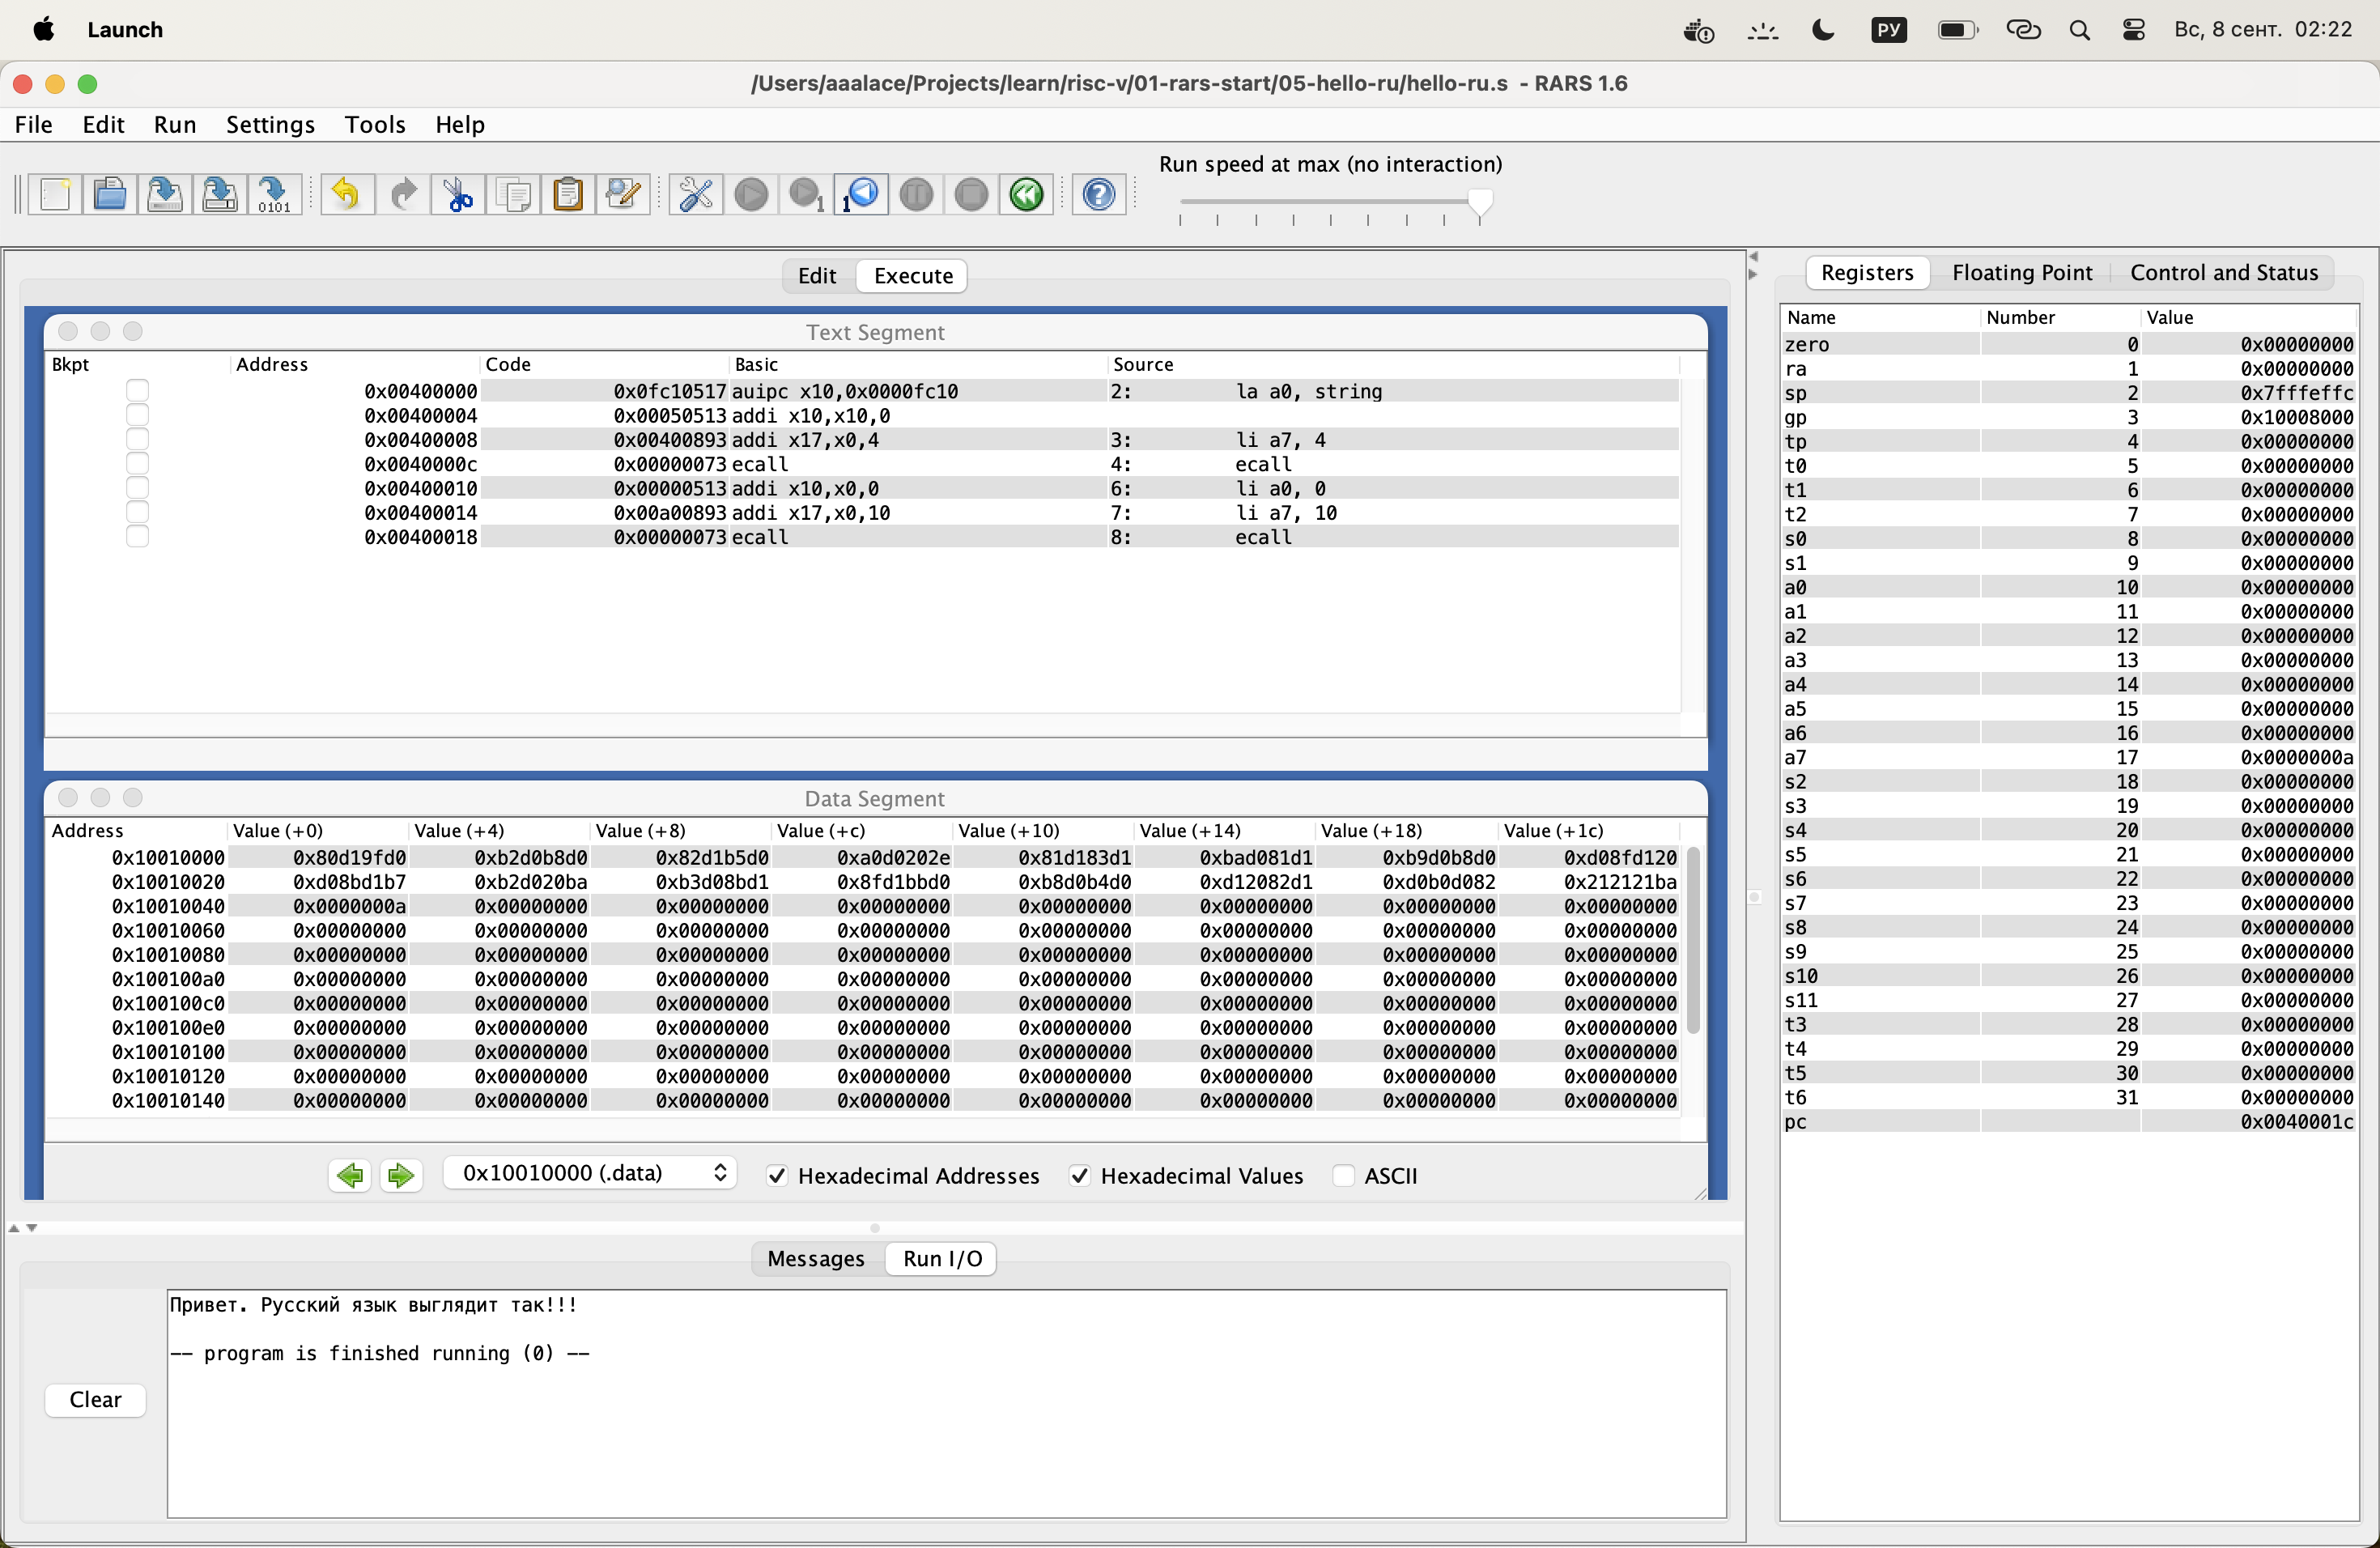 Launch
РУ
Вс, 8 сент. 02:22
/Users/aaalace/Projects/learn/risc-v/01-rars-start/05-hello-ru/hello-ru.s - RARS 1.6
File Edit Run Settings Tools Help
Run speed at max (no interaction)
0101
1
1
Edit Execute
Text Segment
Bkpt Address Code Basic Source
0x00400000 0x0fc10517 auipc x10,0x0000fc10 2: la a0, string
0x00400004 0x00050513 addi x10,x10,0
0x00400008 0x00400893 addi x17,x0,4 3: li a7, 4
0x0040000c 0x00000073 ecall 4: ecall
0x00400010 0x00000513 addi x10,x0,0 6: li a0, 0
0x00400014 0x00a00893 addi x17,x0,10 7: li a7, 10
0x00400018 0x00000073 ecall 8: ecall
Data Segment
Address Value (+0) Value (+4) Value (+8) Value (+c) Value (+10) Value (+14) Value (+18) Value (+1c)
0x10010000 0x80d19fd0 0xb2d0b8d0 0x82d1b5d0 0xa0d0202e 0x81d183d1 0xbad081d1 0xb9d0b8d0 0xd08fd120
0x10010020 0xd08bd1b7 0xb2d020ba 0xb3d08bd1 0x8fd1bbd0 0xb8d0b4d0 0xd12082d1 0xd0b0d082 0x212121ba
0x10010040 0x0000000a 0x00000000 0x00000000 0x00000000 0x00000000 0x00000000 0x00000000 0x00000000
0x10010060 0x00000000 0x00000000 0x00000000 0x00000000 0x00000000 0x00000000 0x00000000 0x00000000
0x10010080 0x00000000 0x00000000 0x00000000 0x00000000 0x00000000 0x00000000 0x00000000 0x00000000
0x100100a0 0x00000000 0x00000000 0x00000000 0x00000000 0x00000000 0x00000000 0x00000000 0x00000000
0x100100c0 0x00000000 0x00000000 0x00000000 0x00000000 0x00000000 0x00000000 0x00000000 0x00000000
0x100100e0 0x00000000 0x00000000 0x00000000 0x00000000 0x00000000 0x00000000 0x00000000 0x00000000
0x10010100 0x00000000 0x00000000 0x00000000 0x00000000 0x00000000 0x00000000 0x00000000 0x00000000
0x10010120 0x00000000 0x00000000 0x00000000 0x00000000 0x00000000 0x00000000 0x00000000 0x00000000
0x10010140 0x00000000 0x00000000 0x00000000 0x00000000 0x00000000 0x00000000 0x00000000 0x00000000
0x10010000 (.data) Hexadecimal Addresses Hexadecimal Values ASCII
Messages Run I/O
Привет. Русский язык выглядит так!!!
-- program is finished running (0) --
Clear
Registers Floating Point Control and Status
Name Number Value
zero 0 0x00000000
ra 1 0x00000000
sp 2 0x7fffeffc
gp 3 0x10008000
tp 4 0x00000000
t0 5 0x00000000
t1 6 0x00000000
t2 7 0x00000000
s0 8 0x00000000
s1 9 0x00000000
a0 10 0x00000000
a1 11 0x00000000
a2 12 0x00000000
a3 13 0x00000000
a4 14 0x00000000
a5 15 0x00000000
a6 16 0x00000000
a7 17 0x0000000a
s2 18 0x00000000
s3 19 0x00000000
s4 20 0x00000000
s5 21 0x00000000
s6 22 0x00000000
s7 23 0x00000000
s8 24 0x00000000
s9 25 0x00000000
s10 26 0x00000000
s11 27 0x00000000
t3 28 0x00000000
t4 29 0x00000000
t5 30 0x00000000
t6 31 0x00000000
pc 0x0040001c